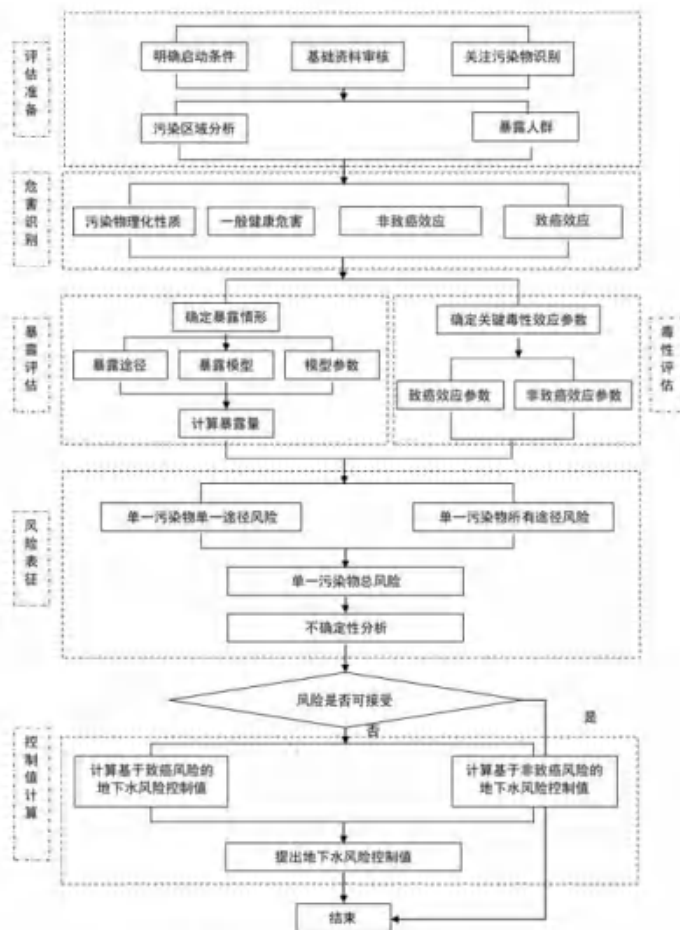 评估准备
明确启动条件
基础资料审核
关注污染物识别
污染区域分析
暴露人群
危害识别
污染物理化性质
一般健康危害
非致癌效应
致癌效应
暴露评估
确定暴露情形
暴露途径
暴露模型
模型参数
计算暴露量
确定关键毒性效应参数
致癌效应参数
非致癌效应参数
毒性评估
风险表征
单一污染物单一途径风险
单一污染物所有途径风险
单一污染物总风险
不确定性分析
风险是否可接受
是
否
控制值计算
计算基于致癌风险的
地下水风险控制值
计算基于非致癌风险的
地下水风险控制值
提出地下水风险控制值
结束